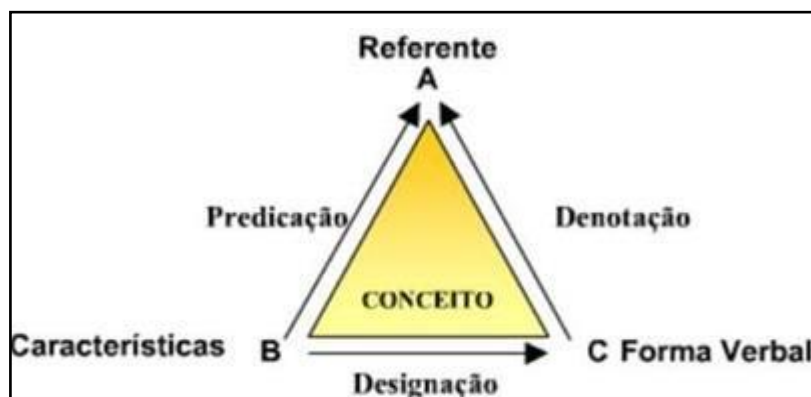 Referente
A
Predicação
Denotação
CONCEITO
Características B
C Forma Verbal
Designação